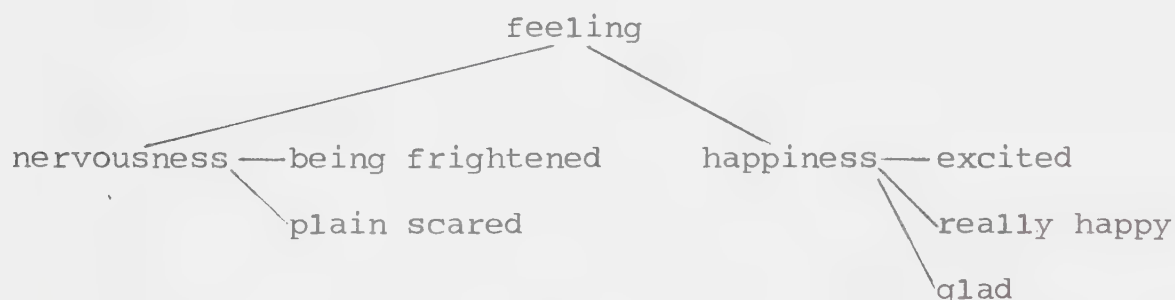 feeling
nervousness being frightened happiness excited
plain scared really happy
glad